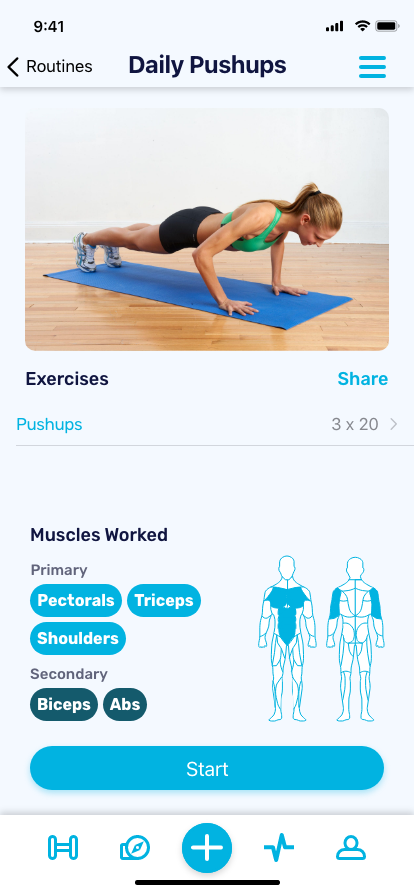 9:41
Routines Daily Pushups
Exercises Share
Pushups 3 x 20
Muscles Worked
Primary
Pectorals Triceps
Shoulders
Secondary
Biceps Abs
Start